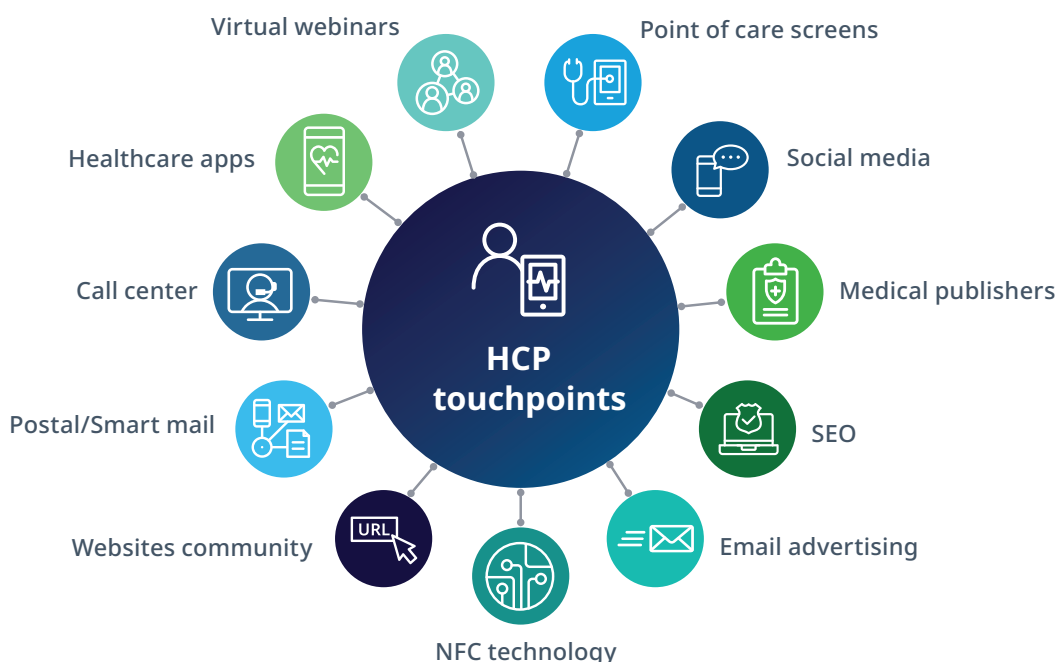 Virtual webinars
Point of care screens
Healthcare apps
Social media
Call center
Medical publishers
HCP
touchpoints
Postal/Smart mail
SEO
URL
Websites community
Email advertising
NFC technology